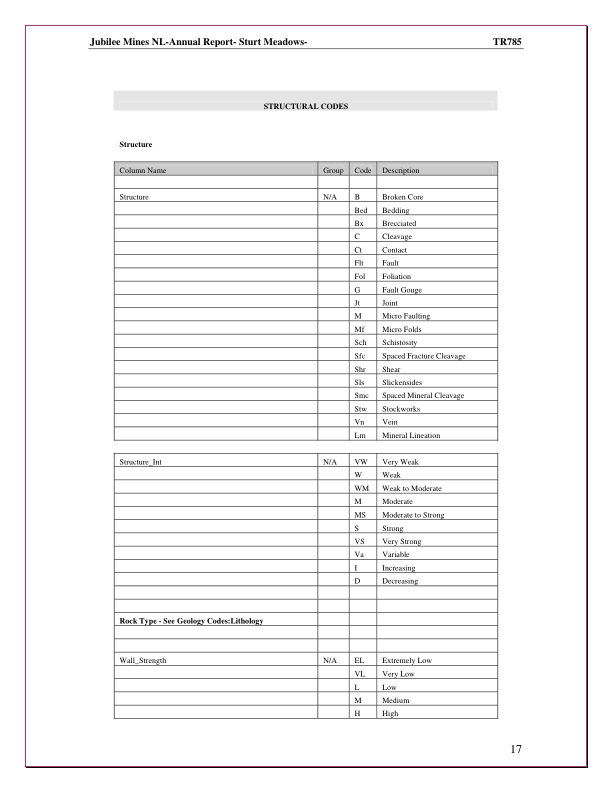 Jubilee Mines NL-Annual Report- Sturt Meadows- TR785
STRUCTURAL CODES
Structure
Column Name Group Code Description
Structure N/A B Broken Core
Bed Bedding
Bx Brecciated
C Cleavage
Ct Contact
Flt Fault
Fol Foliation
G Fault Gouge
Jt Joint
M Micro Faulting
Mf Micro Folds
Sch Schistosity
Sfc Spaced Fracture Cleavage
Shr Shear
Sls Slickensides
Smc Spaced Mineral Cleavage
Stw Stockworks
Vn Vein
Lm Mineral Lineation
Structure_Int N/A VW Very Weak
W Weak
WM Weak to Moderate
M Moderate
MS Moderate to Strong
S Strong
VS Very Strong
Va Variable
I Increasing
D Decreasing
Rock Type - See Geology Codes:Lithology
Wall_Strength N/A EL Extremely Low
VL Very Low
L Low
M Medium
H High
17